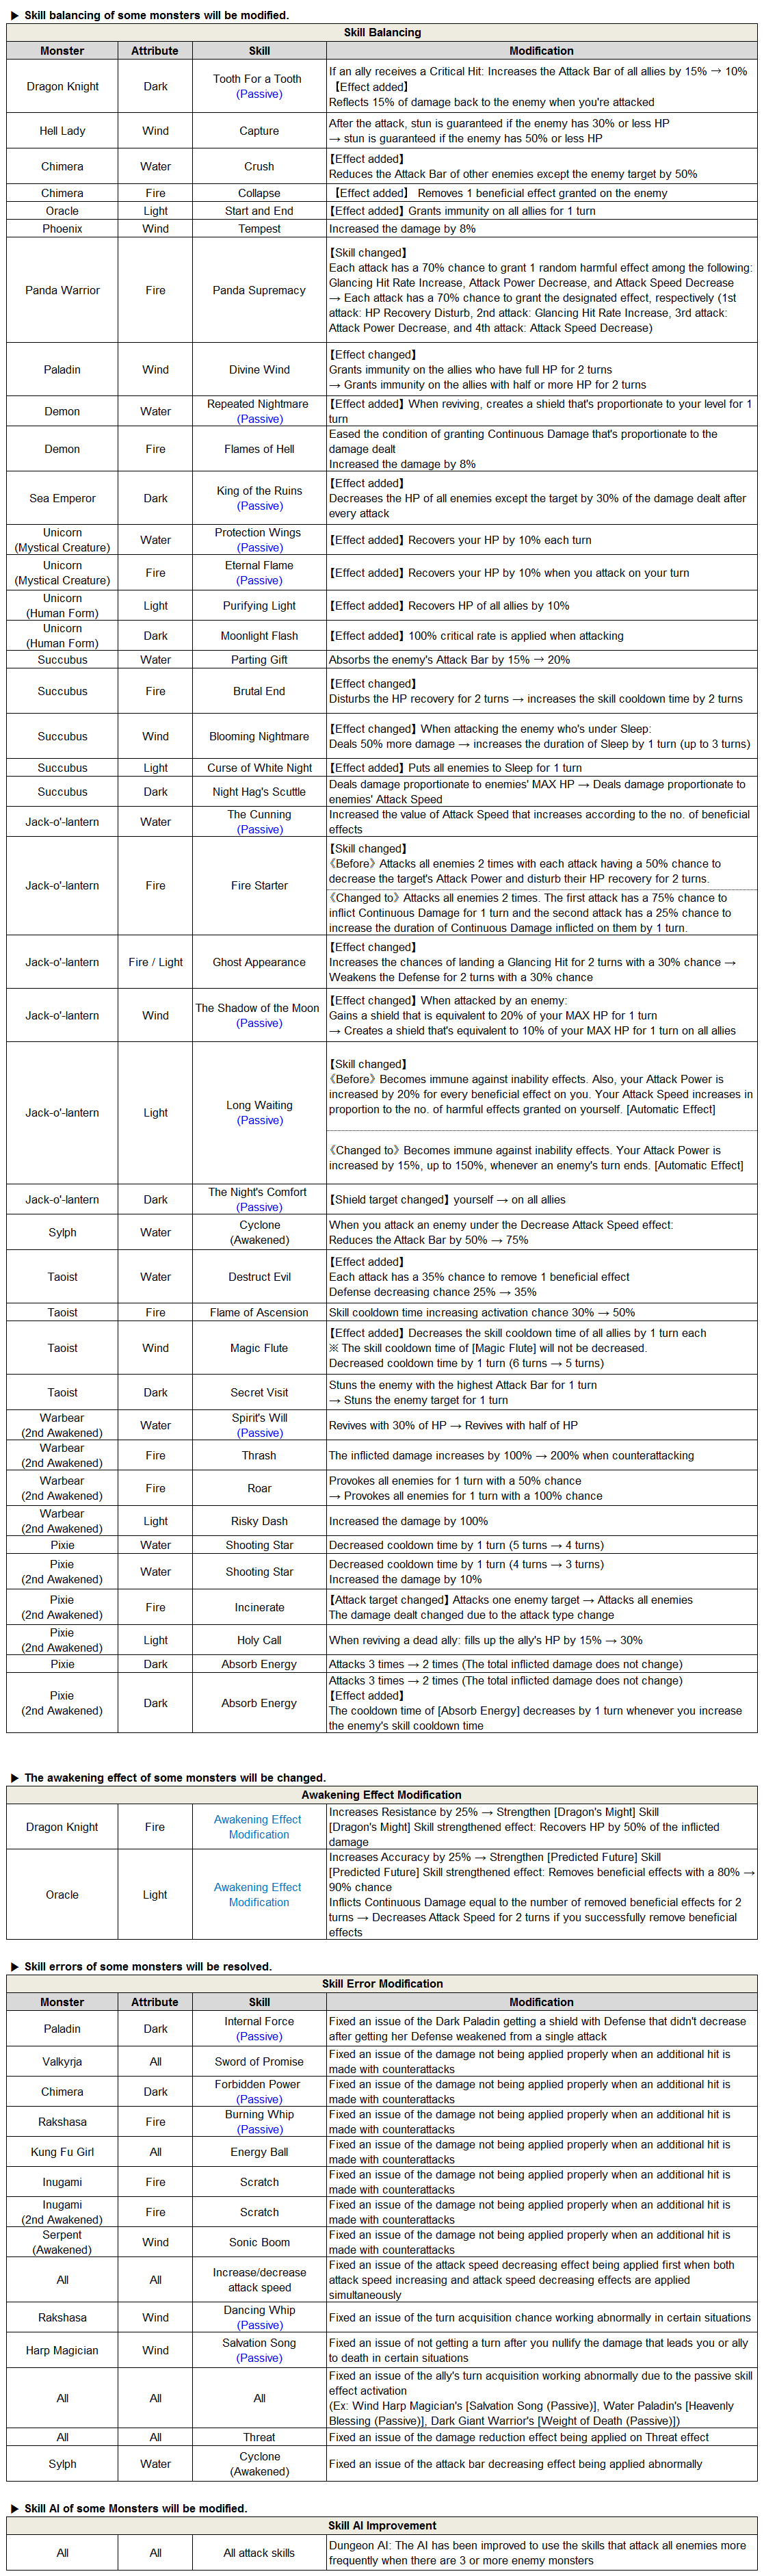 ▶ Skill balancing of some monsters will be modified.
Skill Balancing
Monster Attribute Skill Modification
Dragon Knight Dark Tooth For a Tooth (Passive) If an ally receives a Critical Hit: Increases the Attack Bar of all allies by 15% → 10%
【Effect added】
Reflects 15% of damage back to the enemy when you're attacked
Hell Lady Wind Capture After the attack, stun is guaranteed if the enemy has 30% or less HP
→ stun is guaranteed if the enemy has 50% or less HP
Chimera Water Crush 【Effect added】
Reduces the Attack Bar of other enemies except the enemy target by 50%
Chimera Fire Collapse 【Effect added】 Removes 1 beneficial effect granted on the enemy
Oracle Light Start and End 【Effect added】 Grants immunity on all allies for 1 turn
Phoenix Wind Tempest Increased the damage by 8%
Panda Warrior Fire Panda Supremacy 【Skill changed】
Each attack has a 70% chance to grant 1 random harmful effect among the following:
Glancing Hit Rate Increase, Attack Power Decrease, and Attack Speed Decrease
→ Each attack has a 70% chance to grant the designated effect, respectively (1st
attack: HP Recovery Disturb, 2nd attack: Glancing Hit Rate Increase, 3rd attack:
Attack Power Decrease, and 4th attack: Attack Speed Decrease)
Paladin Wind Divine Wind 【Effect changed】
Grants immunity on the allies who have full HP for 2 turns
→ Grants immunity on the allies with half or more HP for 2 turns
Demon Water Repeated Nightmare (Passive) 【Effect added】 When reviving, creates a shield that's proportionate to your level for 1
turn
Demon Fire Flames of Hell Eased the condition of granting Continuous Damage that's proportionate to the
damage dealt
Increased the damage by 8%
Sea Emperor Dark King of the Ruins (Passive) 【Effect added】
Decreases the HP of all enemies except the target by 30% of the damage dealt after
every attack
Unicorn (Mystical Creature) Water Protection Wings (Passive) 【Effect added】 Recovers your HP by 10% each turn
Unicorn (Mystical Creature) Fire Eternal Flame (Passive) 【Effect added】 Recovers your HP by 10% when you attack on your turn
Unicorn (Human Form) Light Purifying Light 【Effect added】 Recovers HP of all allies by 10%
Unicorn (Human Form) Dark Moonlight Flash 【Effect added】 100% critical rate is applied when attacking
Succubus Water Parting Gift Absorbs the enemy's Attack Bar by 15% → 20%
Succubus Fire Brutal End 【Effect changed】
Disturbs the HP recovery for 2 turns → increases the skill cooldown time by 2 turns
Succubus Wind Blooming Nightmare 【Effect changed】 When attacking the enemy who's under Sleep:
Deals 50% more damage → increases the duration of Sleep by 1 turn (up to 3 turns)
Succubus Light Curse of White Night 【Effect added】 Puts all enemies to Sleep for 1 turn
Succubus Dark Night Hag's Scuttle Deals damage proportionate to enemies' MAX HP → Deals damage proportionate to
enemies' Attack Speed
Jack-o'-lantern Water The Cunning (Passive) Increased the value of Attack Speed that increases according to the no. of beneficial
effects
Jack-o'-lantern Fire Fire Starter 【Skill changed】
《Before》 Attacks all enemies 2 times with each attack having a 50% chance to
decrease the target's Attack Power and disturb their HP recovery for 2 turns.
《Changed to》 Attacks all enemies 2 times. The first attack has a 75% chance to
inflict Continuous Damage for 1 turn and the second attack has a 25% chance to
increase the duration of Continuous Damage inflicted on them by 1 turn.
Jack-o'-lantern Fire / Light Ghost Appearance 【Effect changed】
Increases the chances of landing a Glancing Hit for 2 turns with a 30% chance →
Weakens the Defense for 2 turns with a 30% chance
Jack-o'-lantern Wind The Shadow of the Moon (Passive) 【Effect changed】 When attacked by an enemy:
Gains a shield that is equivalent to 20% of your MAX HP for 1 turn
→ Creates a shield that's equivalent to 10% of your MAX HP for 1 turn on all allies
Jack-o'-lantern Light Long Waiting (Passive) 【Skill changed】
《Before》 Becomes immune against inability effects. Also, your Attack Power is
increased by 20% for every beneficial effect on you. Your Attack Speed increases in
proportion to the no. of harmful effects granted on yourself. [Automatic Effect]
《Changed to》 Becomes immune against inability effects. Your Attack Power is
increased by 15%, up to 150%, whenever an enemy's turn ends. [Automatic Effect]
Jack-o'-lantern Dark The Night's Comfort (Passive) 【Shield target changed】 yourself → on all allies
Sylph Water Cyclone (Awakened) When you attack an enemy under the Decrease Attack Speed effect:
Reduces the Attack Bar by 50% → 75%
Taoist Water Destruct Evil 【Effect added】
Each attack has a 35% chance to remove 1 beneficial effect
Defense decreasing chance 25% → 35%
Taoist Fire Flame of Ascension Skill cooldown time increasing activation chance 30% → 50%
Taoist Wind Magic Flute 【Effect added】 Decreases the skill cooldown time of all allies by 1 turn each
※ The skill cooldown time of [Magic Flute] will not be decreased.
Decreased cooldown time by 1 turn (6 turns → 5 turns)
Taoist Dark Secret Visit Stuns the enemy with the highest Attack Bar for 1 turn
→ Stuns the enemy target for 1 turn
Warbear (2nd Awakened) Water Spirit's Will (Passive) Revives with 30% of HP → Revives with half of HP
Warbear (2nd Awakened) Fire Thrash The inflicted damage increases by 100% → 200% when counterattacking
Warbear (2nd Awakened) Fire Roar Provokes all enemies for 1 turn with a 50% chance
→ Provokes all enemies for 1 turn with a 100% chance
Warbear (2nd Awakened) Light Risky Dash Increased the damage by 100%
Pixie Water Shooting Star Decreased cooldown time by 1 turn (5 turns → 4 turns)
Pixie (2nd Awakened) Water Shooting Star Decreased cooldown time by 1 turn (4 turns → 3 turns)
Increased the damage by 10%
Pixie (2nd Awakened) Fire Incinerate 【Attack target changed】 Attacks one enemy target → Attacks all enemies
The damage dealt changed due to the attack type change
Pixie (2nd Awakened) Light Holy Call When reviving a dead ally: fills up the ally's HP by 15% → 30%
Pixie Dark Absorb Energy Attacks 3 times → 2 times (The total inflicted damage does not change)
Pixie (2nd Awakened) Dark Absorb Energy Attacks 3 times → 2 times (The total inflicted damage does not change)
【Effect added】
The cooldown time of [Absorb Energy] decreases by 1 turn whenever you increase
the enemy's skill cooldown time
▶ The awakening effect of some monsters will be changed.
Awakening Effect Modification
Dragon Knight Fire Awakening Effect Modification Increases Resistance by 25% → Strengthen [Dragon's Might] Skill
[Dragon's Might] Skill strengthened effect: Recovers HP by 50% of the inflicted
damage
Oracle Light Awakening Effect Modification Increases Accuracy by 25% → Strengthen [Predicted Future] Skill
[Predicted Future] Skill strengthened effect: Removes beneficial effects with a 80% →
90% chance
Inflicts Continuous Damage equal to the number of removed beneficial effects for 2
turns → Decreases Attack Speed for 2 turns if you successfully remove beneficial
effects
▶ Skill errors of some monsters will be resolved.
Skill Error Modification
Monster Attribute Skill Modification
Paladin Dark Internal Force (Passive) Fixed an issue of the Dark Paladin getting a shield with Defense that didn't decrease
after getting her Defense weakened from a single attack
Valkyrja All Sword of Promise Fixed an issue of the damage not being applied properly when an additional hit is
made with counterattacks
Chimera Dark Forbidden Power (Passive) Fixed an issue of the damage not being applied properly when an additional hit is
made with counterattacks
Rakshasa Fire Burning Whip (Passive) Fixed an issue of the damage not being applied properly when an additional hit is
made with counterattacks
Kung Fu Girl All Energy Ball Fixed an issue of the damage not being applied properly when an additional hit is
made with counterattacks
Inugami Fire Scratch Fixed an issue of the damage not being applied properly when an additional hit is
made with counterattacks
Inugami (2nd Awakened) Fire Scratch Fixed an issue of the damage not being applied properly when an additional hit is
made with counterattacks
Serpent (Awakened) Wind Sonic Boom Fixed an issue of the damage not being applied properly when an additional hit is
made with counterattacks
All All Increase/decrease attack speed Fixed an issue of the attack speed decreasing effect being applied first when both
attack speed increasing and attack speed decreasing effects are applied
simultaneously
Rakshasa Wind Dancing Whip (Passive) Fixed an issue of the turn acquisition chance working abnormally in certain situations
Harp Magician Wind Salvation Song (Passive) Fixed an issue of not getting a turn after you nullify the damage that leads you or ally
to death in certain situations
All All All Fixed an issue of the ally's turn acquisition working abnormally due to the passive skill
effect activation
(Ex: Wind Harp Magician's [Salvation Song (Passive)], Water Paladin's [Heavenly
Blessing (Passive)], Dark Giant Warrior's [Weight of Death (Passive)])
All All Threat Fixed an issue of the damage reduction effect being applied on Threat effect
Sylph Water Cyclone (Awakened) Fixed an issue of the attack bar decreasing effect being applied abnormally
▶ Skill AI of some Monsters will be modified.
Skill AI Improvement
All All All attack skills Dungeon AI: The AI has been improved to use the skills that attack all enemies more
frequently when there are 3 or more enemy monsters